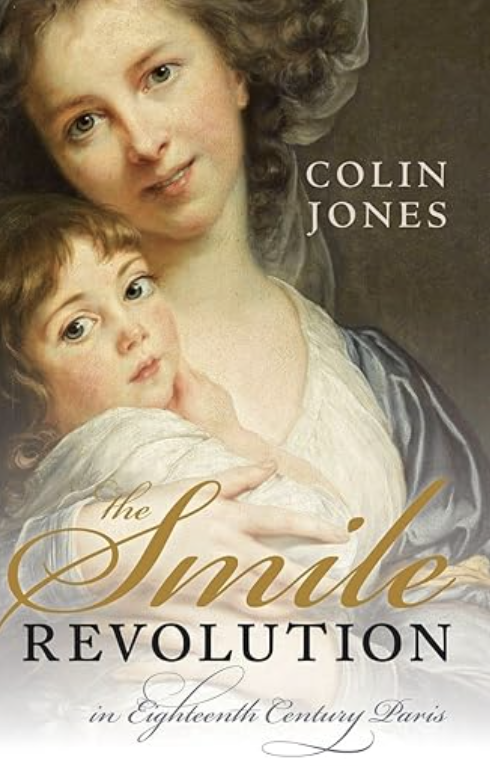 COLIN
JONES
the
Smile
REVOLUTION
in Eighteenth Century Paris